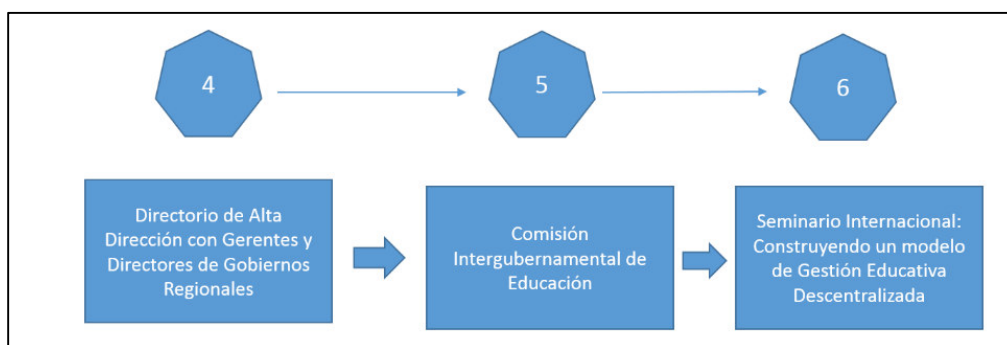 4
5
6
Directorio de Alta
Dirección con Gerentes y
Directores de Gobiernos
Regionales
Comisión
Intergubernamental de
Educación
Seminario Internacional:
Construyendo un modelo
de Gestión Educativa
Descentralizada